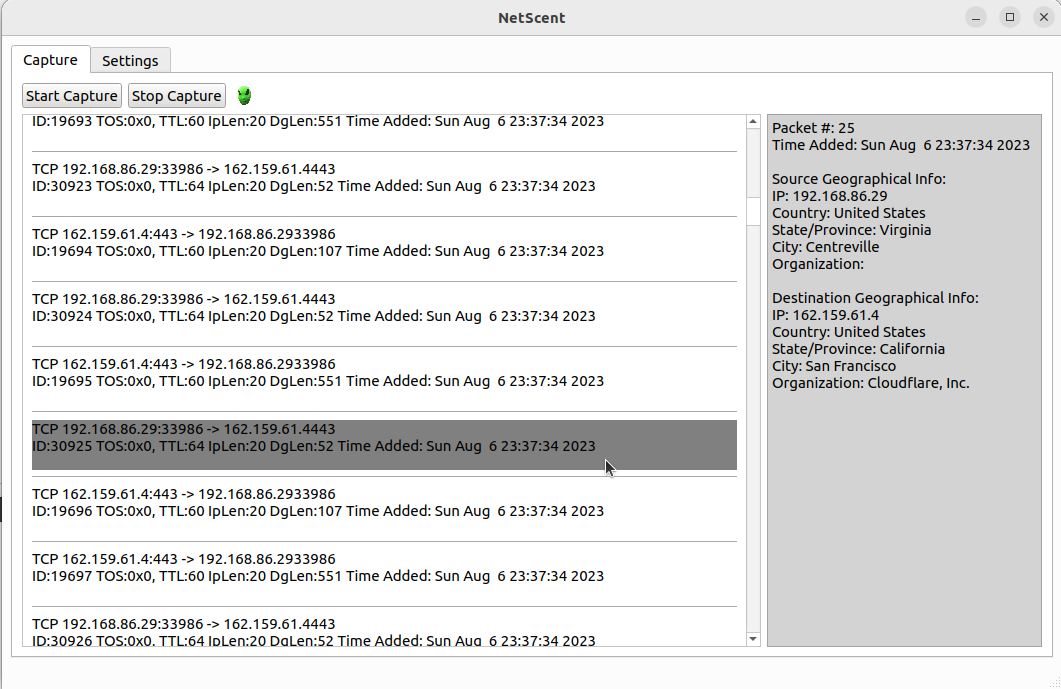 NetScent
Capture
Settings
Start Capture
Stop Capture
ID:19693 TOS:0x0, TTL:60 IpLen:20 DgLen:551 Time Added: Sun Aug  6 23:37:34 2023
TCP 192.168.86.29:33986 -> 162.159.61.4443
ID:30923 TOS:0x0, TTL:64 IpLen:20 DgLen:52 Time Added: Sun Aug  6 23:37:34 2023
TCP 162.159.61.4:443 -> 192.168.86.2933986
ID:19694 TOS:0x0, TTL:60 IpLen:20 DgLen:107 Time Added: Sun Aug  6 23:37:34 2023
TCP 192.168.86.29:33986 -> 162.159.61.4443
ID:30924 TOS:0x0, TTL:64 IpLen:20 DgLen:52 Time Added: Sun Aug  6 23:37:34 2023
TCP 162.159.61.4:443 -> 192.168.86.2933986
ID:19695 TOS:0x0, TTL:60 IpLen:20 DgLen:551 Time Added: Sun Aug  6 23:37:34 2023
TCP 192.168.86.29:33986 -> 162.159.61.4443
ID:30925 TOS:0x0, TTL:64 IpLen:20 DgLen:52 Time Added: Sun Aug  6 23:37:34 2023
TCP 162.159.61.4:443 -> 192.168.86.2933986
ID:19696 TOS:0x0, TTL:60 IpLen:20 DgLen:107 Time Added: Sun Aug  6 23:37:34 2023
TCP 162.159.61.4:443 -> 192.168.86.2933986
ID:19697 TOS:0x0, TTL:60 IpLen:20 DgLen:551 Time Added: Sun Aug  6 23:37:34 2023
TCP 192.168.86.29:33986 -> 162.159.61.4443
ID:30926 TOS:0x0, TTL:64 IpLen:20 DgLen:52 Time Added: Sun Aug  6 23:37:34 2023
Packet #: 25
Time Added: Sun Aug  6 23:37:34 2023
Source Geographical Info:
IP: 192.168.86.29
Country: United States
State/Province: Virginia
City: Centreville
Organization:
Destination Geographical Info:
IP: 162.159.61.4
Country: United States
State/Province: California
City: San Francisco
Organization: Cloudflare, Inc.